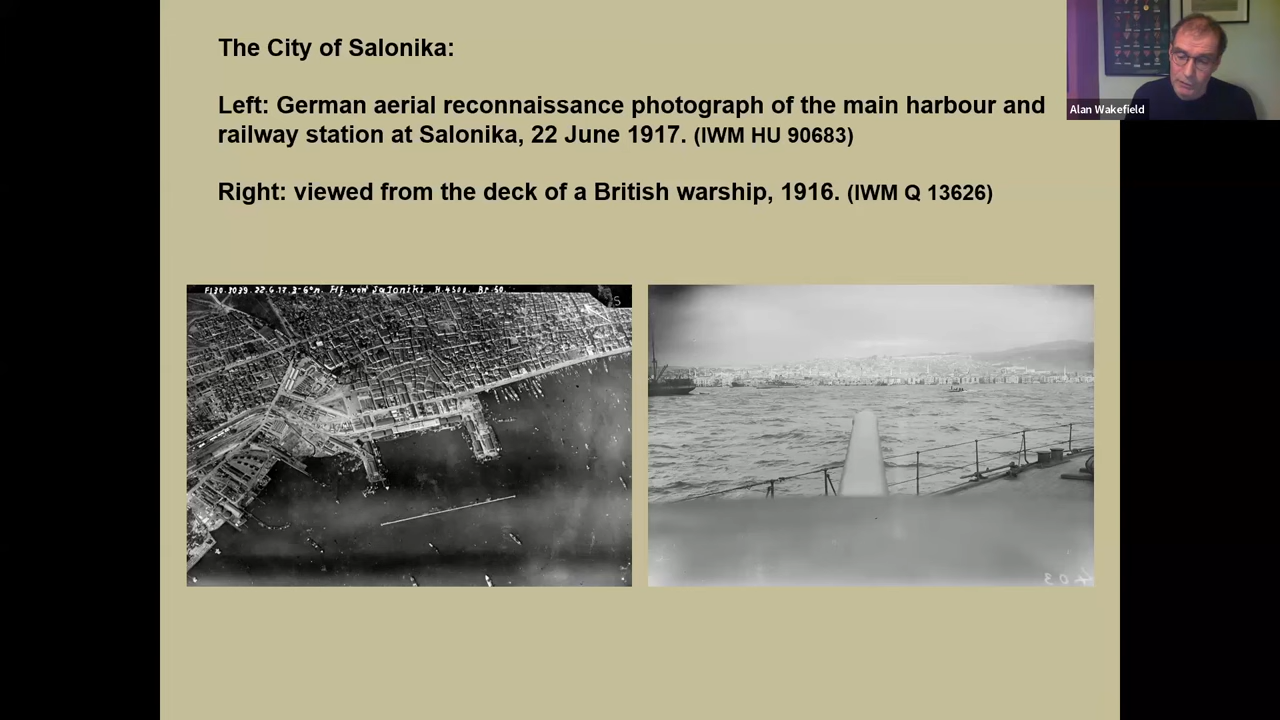 The City of Salonika:
Left: German aerial reconnaissance photograph of the main harbour and
railway station at Salonika, 22 June 1917. (IWM HU 90683)
Right: viewed from the deck of a British warship, 1916. (IWM Q 13626)
Alan Wakefield
Saloniki